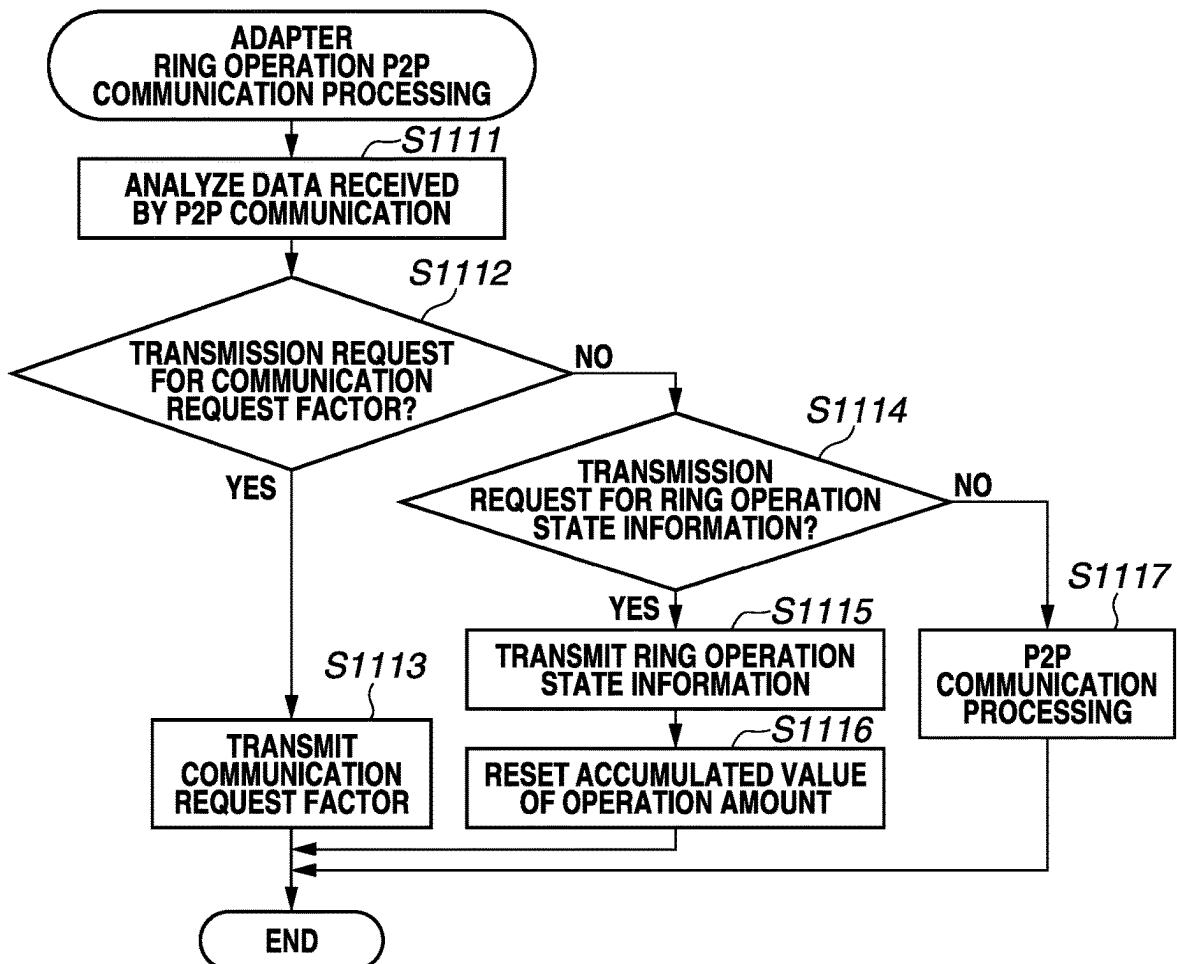 ADAPTER
RING OPERATION P2P
COMMUNICATION PROCESSING
S1111
ANALYZE DATA RECEIVED
BY P2P COMMUNICATION
S1112
TRANSMISSION REQUEST
FOR COMMUNICATION
REQUEST FACTOR?
NO
YES
S1114
TRANSMISSION
REQUEST FOR RING OPERATION
STATE INFORMATION?
NO
YES
S1113
TRANSMIT
COMMUNICATION
REQUEST FACTOR
S1115
TRANSMIT RING OPERATION
STATE INFORMATION
S1116
RESET ACCUMULATED VALUE
OF OPERATION AMOUNT
S1117
P2P
COMMUNICATION
PROCESSING
END